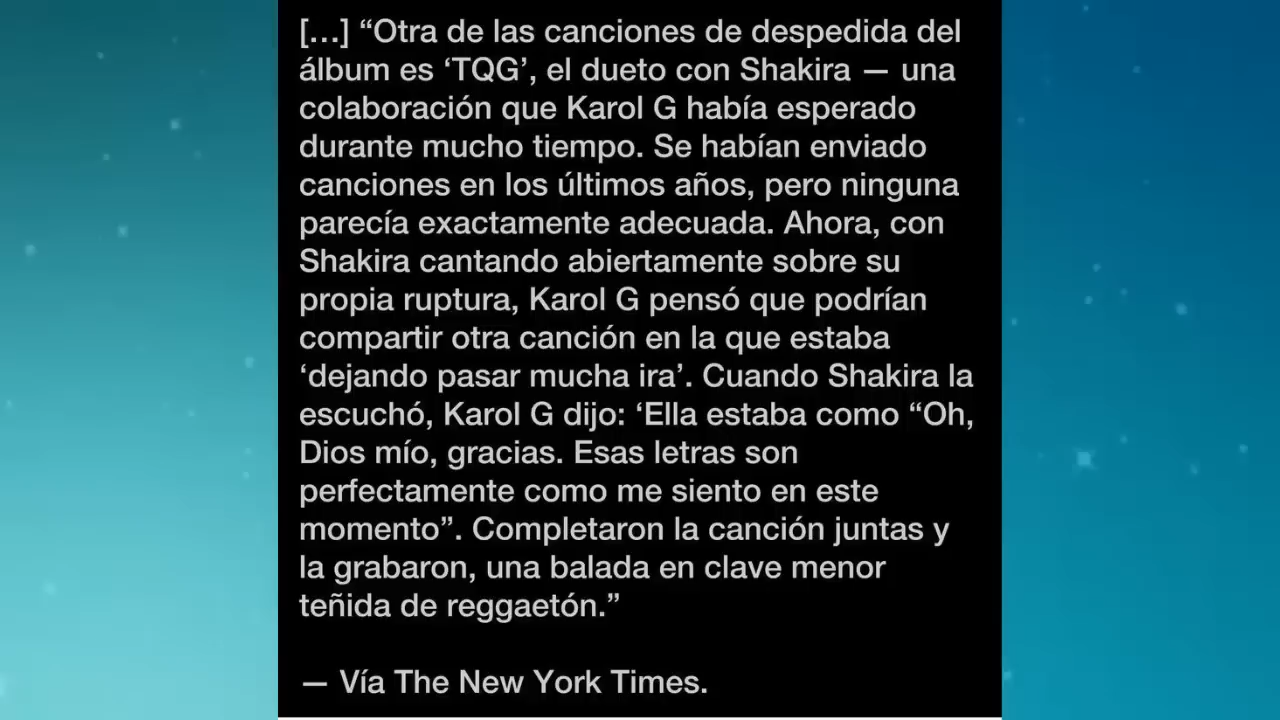 [...] “Otra de las canciones de despedida del
álbum es ‘TQG’, el dueto con Shakira — una
colaboración que Karol G había esperado
durante mucho tiempo. Se habían enviado
canciones en los últimos años, pero ninguna
parecía exactamente adecuada. Ahora, con
Shakira cantando abiertamente sobre su
propia ruptura, Karol G pensó que podrían
compartir otra canción en la que estaba
‘dejando pasar mucha ira’. Cuando Shakira la
escuchó, Karol G dijo: ‘Ella estaba como “Oh,
Dios mío, gracias. Esas letras son
perfectamente como me siento en este
momento”. Completaron la canción juntas y
la grabaron, una balada en clave menor
teñida de reggaetón.”
— Vía The New York Times.